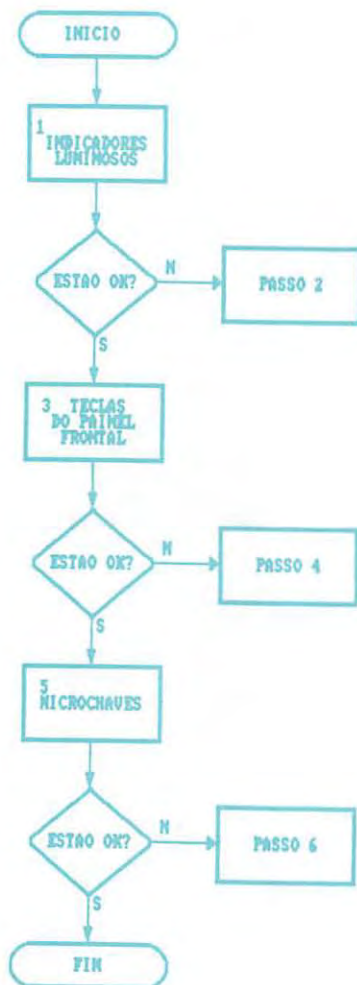 INICIO
1
INDICADORES
LUMINOSOS
ESTAO OK?
N
PASSO 2
S
3 TECLAS
DO PAINEL
FRONTAL
ESTAO OK?
N
PASSO 4
S
5
MICROCHAVES
ESTAO OK?
N
PASSO 6
S
FIM